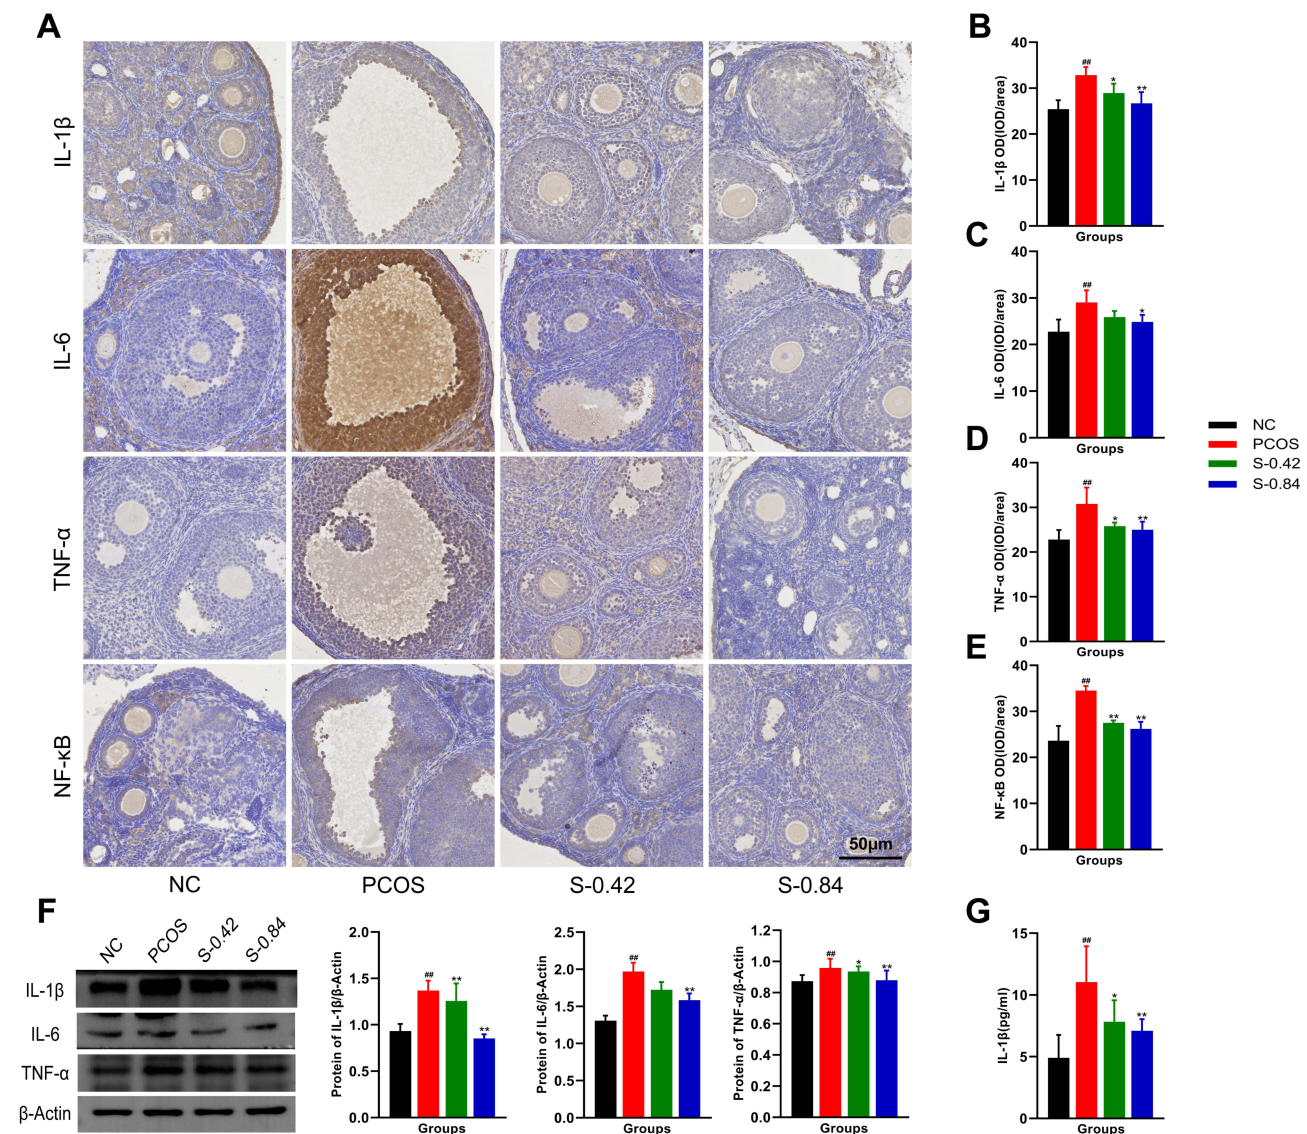 A
IL-1β
IL-6
TNF-α
NF-κB
50μm
NC
PCOS
S-0.42
S-0.84
B
40
30
20
10
0
IL-1β OD(IOD/area)
##
*
**
Groups
C
40
30
20
10
0
IL-6 OD(IOD/area)
##
*
Groups
D
40
30
20
10
0
TNF-α OD(IOD/area)
##
*
**
Groups
E
40
30
20
10
0
NF-κB OD(IOD/area)
##
**
**
Groups
NC
PCOS
S-0.42
S-0.84
F
NC
PCOS
S-0.42
S-0.84
IL-1β
IL-6
TNF-α
β-Actin
2.0
1.5
1.0
0.5
0.0
Protein of IL-1β/β-Actin
##
**
**
Groups
2.5
2.0
1.5
1.0
0.5
0.0
Protein of IL-6/β-Actin
##
**
Groups
1.2
1.0
0.8
0.6
0.4
0.2
0.0
Protein of TNF-α/β-Actin
##
*
**
Groups
G
15
10
5
0
IL-1β(pg/ml)
##
*
**
Groups